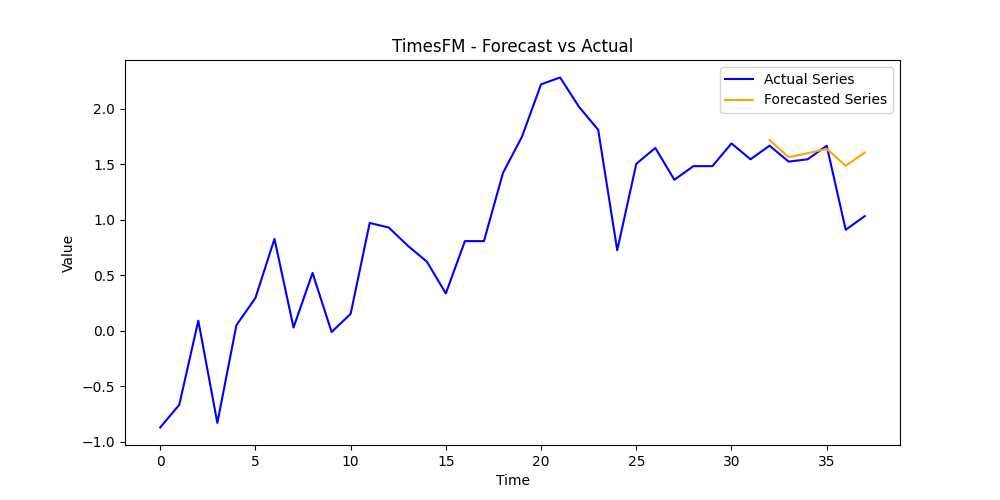 TimesFM - Forecast vs Actual
Actual Series
Forecasted Series
2.0
1.5
1.0
0.5
0.0
−0.5
−1.0
Value
0 5 10 15 20 25 30 35
Time